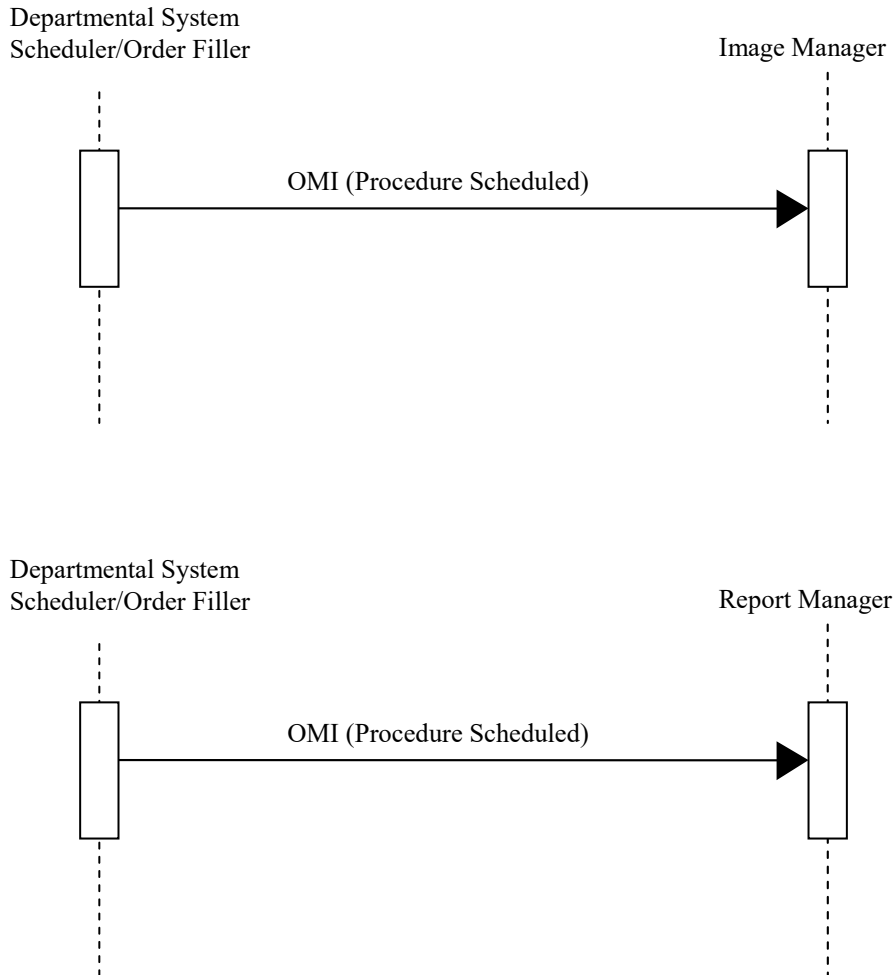 Departmental System
Scheduler/Order Filler
Image Manager
OMI (Procedure Scheduled)
Departmental System
Scheduler/Order Filler
Report Manager
OMI (Procedure Scheduled)